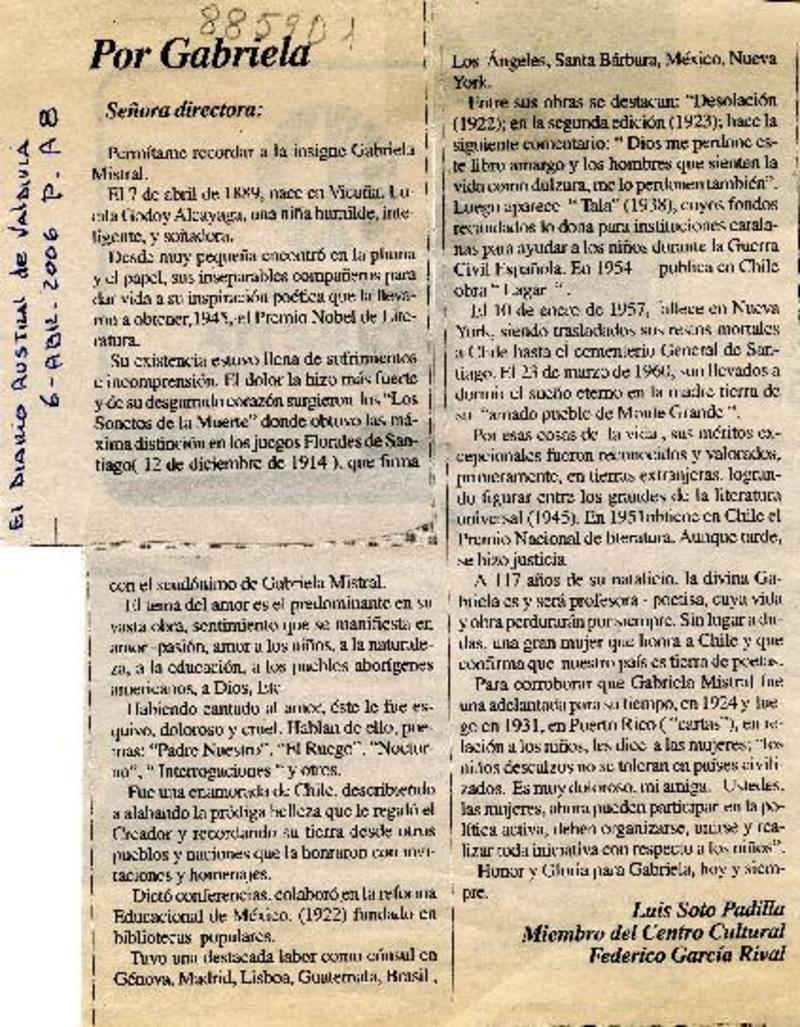 885901
El DIARIO AUSTRAL de VALDIVIA
6-ABIL-2006 P. A 8
Por Gabriela
Señora directora:
Permítame recordar a la insigne Gabriela
Mistral.
El 7 de abril de 1889, nace en Vicuña. Lu-
cila Godoy Alcayaga, una niña humilde, inte-
ligente, y soñadora.
Desde muy pequeña encontró en la pluma
y el papel, sus inseparables compañeros para
dar vida a su inspiración poética que la lleva-
ron a obtener, 1945, el Premio Nobel de Lite-
ratura.
Su existencia estuvo llena de sufrimientos
e incomprensión. El dolor la hizo más fuerte
y de su desgarrado corazón surgieron los "Los
Sonetos de la Muerte" donde obtuvo las má-
xima distinción en los juegos Florales de San-
tiago( 12 de diciembre de 1914 ), que firma
con el seudónimo de Gabriela Mistral.
El tema del amor es el predominante en su
vasta obra, sentimiento que se manifiesta en
amor -pasión, amor a los niños, a la naturale-
za, a la educación, a los pueblos aborígenes
americanos, a Dios, Etc
Habiendo cantado al amor, éste le fue es-
quivo, doloroso y cruel. Hablan de ello, poe-
mas: "Padre Nuestro", "El Ruego", "Noctur-
no", " Interrogaciones " y otros.
Fue una enamorada de Chile, describiendo
a alabando la pródiga belleza que le regaló el
Creador y recordando su tierra desde otros
pueblos y naciones que la honraron con invi-
taciones y homenajes.
Dictó conferencias, colaboró en la reforma
Educacional de México, (1922) fundado en
bibliotecas populares.
Tuvo una destacada labor como cónsul en
Génova, Madrid, Lisboa, Guatemala, Brasil ,
Los Ángeles, Santa Bárbara, México, Nueva
York.
Entre sus obras se destacan: "Desolación
(1922); en la segunda edición (1923); hace la
siguiente comentario: " Dios me perdone es-
te libro amargo y los hombres que sienten la
vida como dulzura, me lo perdonen también".
Luego aparece " Tala" (1938), cuyos fondos
recaudados lo dona para instituciones catala-
nas para ayudar a los niños durante la Guerra
Civil Española. En 1954 publica en Chile
obra " Lagar ".
El 10 de enero de 1957, fallece en Nueva
York, siendo trasladados sus restos mortales
a Chile hasta el cementerio General de San-
tiago. El 23 de marzo de 1960, son llevados a
dormir el sueño eterno en la madre tierra de
su "amado pueblo de Monte Grande ".
Por esas cosas de la vida , sus méritos ex-
cepcionales fueron reconocidos y valorados,
primeramente, en tierras extranjeras, logran-
do figurar entre los grandes de la literatura
universal (1945). En 1951obtiene en Chile el
Premio Nacional de literatura. Aunque tarde,
se hizo justicia
A 117 años de su natalicio, la divina Ga-
briela es y será profesora - poetisa, cuya vida
y obra perdurarán por siempre. Sin lugar a du-
das, una gran mujer que honra a Chile y que
confirma que nuestro país es tierra de poetas.
Para corroborar que Gabriela Mistral fue
una adelantada para su tiempo, en 1924 y lue-
go en 1931, en Puerto Rico ( "cartas"), en re-
lación a los niños, les dice a las mujeres; "los
niños descalzos no se toleran en países civili-
zados. Es muy doloroso, mi amiga. Ustedes,
las mujeres, ahora pueden participar en la po-
lítica activa, deben organizarse, unirse y rea-
lizar toda iniciativa con respecto a los niños".
Honor y Gloria para Gabriela, hoy y siem-
pre.
Luis Soto Padilla
Miembro del Centro Cultural
Federico García Rival